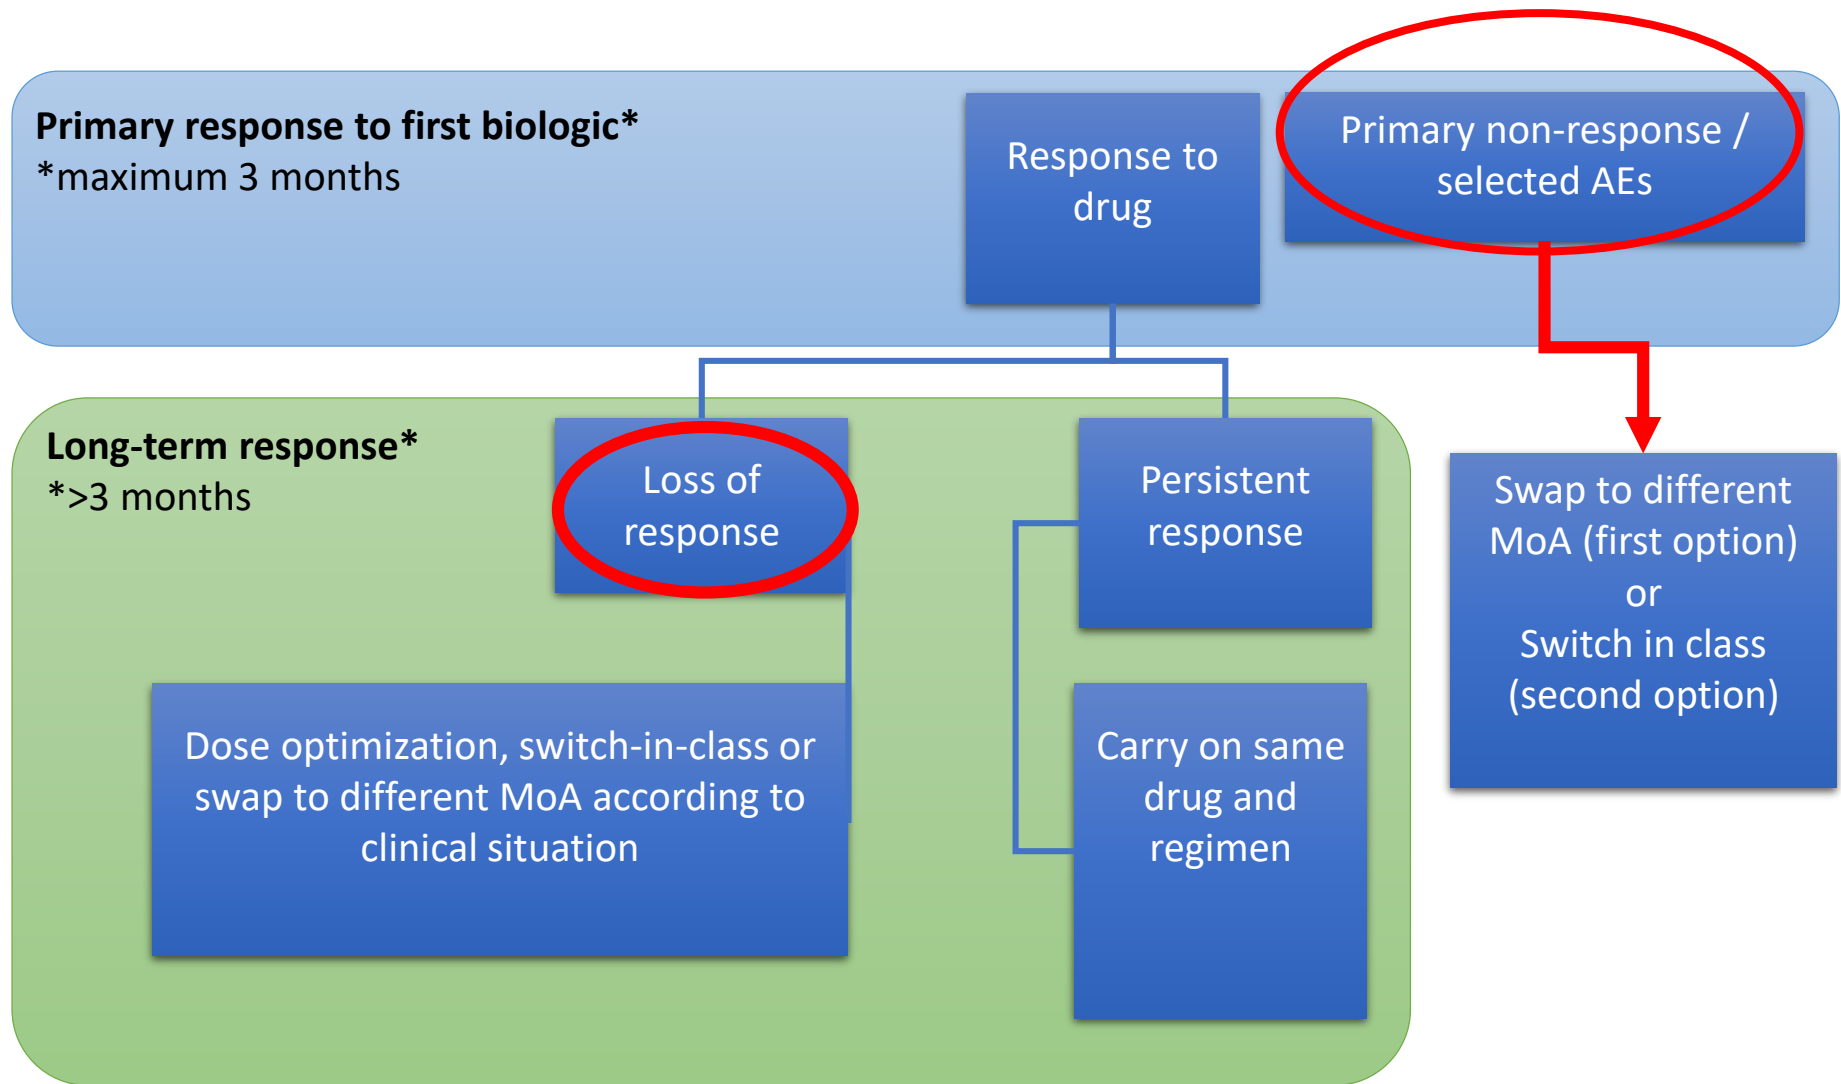 Primary response to first biologic*
*maximum 3 months
Response to
drug
Primary non-response /
selected AEs
Long-term response*
*>3 months
Loss of
response
Persistent
response
Swap to different
MoA (first option)
or
Switch in class
(second option)
Dose optimization, switch-in-class or
swap to different MoA according to
clinical situation
Carry on same
drug and
regimen